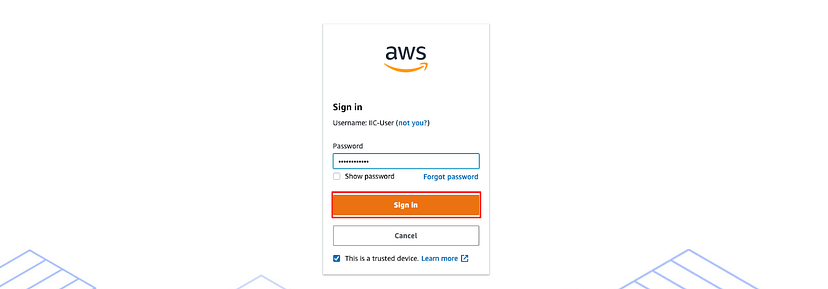 aws
Sign in
Username: IIC-User (not you?)
Password
••••••••••••
Show password Forgot password
Sign in
Cancel
This is a trusted device. Learn more